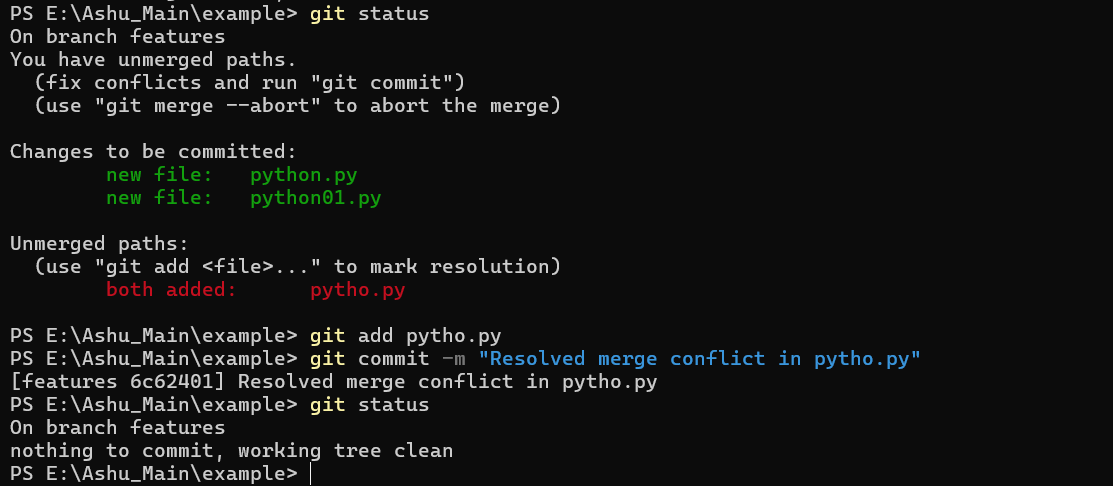 PS E:\Ashu_Main\example> git status
On branch features
You have unmerged paths.
  (fix conflicts and run "git commit")
  (use "git merge --abort" to abort the merge)

Changes to be committed:
        new file:   python.py
        new file:   python01.py

Unmerged paths:
  (use "git add <file>..." to mark resolution)
        both added:      pytho.py

PS E:\Ashu_Main\example> git add pytho.py
PS E:\Ashu_Main\example> git commit -m "Resolved merge conflict in pytho.py"
[features 6c62401] Resolved merge conflict in pytho.py
PS E:\Ashu_Main\example> git status
On branch features
nothing to commit, working tree clean
PS E:\Ashu_Main\example>